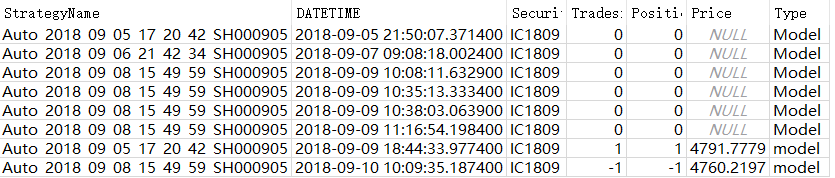 StrategyName DATETIME Securi Trades Positi Price Type
Auto 2018 09 05 17 20 42 SH000905 2018-09-05 21:50:07.371400 IC1809 0 0 NULL Model
Auto 2018 09 06 21 42 34 SH000905 2018-09-07 09:08:18.002400 IC1809 0 0 NULL Model
Auto 2018 09 08 15 49 59 SH000905 2018-09-09 10:08:11.632900 IC1809 0 0 NULL Model
Auto 2018 09 08 15 49 59 SH000905 2018-09-09 10:35:13.333400 IC1809 0 0 NULL Model
Auto 2018 09 08 15 49 59 SH000905 2018-09-09 10:38:03.063900 IC1809 0 0 NULL Model
Auto 2018 09 08 15 49 59 SH000905 2018-09-09 11:16:54.198400 IC1809 0 0 NULL Model
Auto 2018 09 05 17 20 42 SH000905 2018-09-09 18:44:33.977400 IC1809 1 1 4791.7779 model
Auto 2018 09 08 15 49 59 SH000905 2018-09-10 10:09:35.187400 IC1809 -1 -1 4760.2197 model